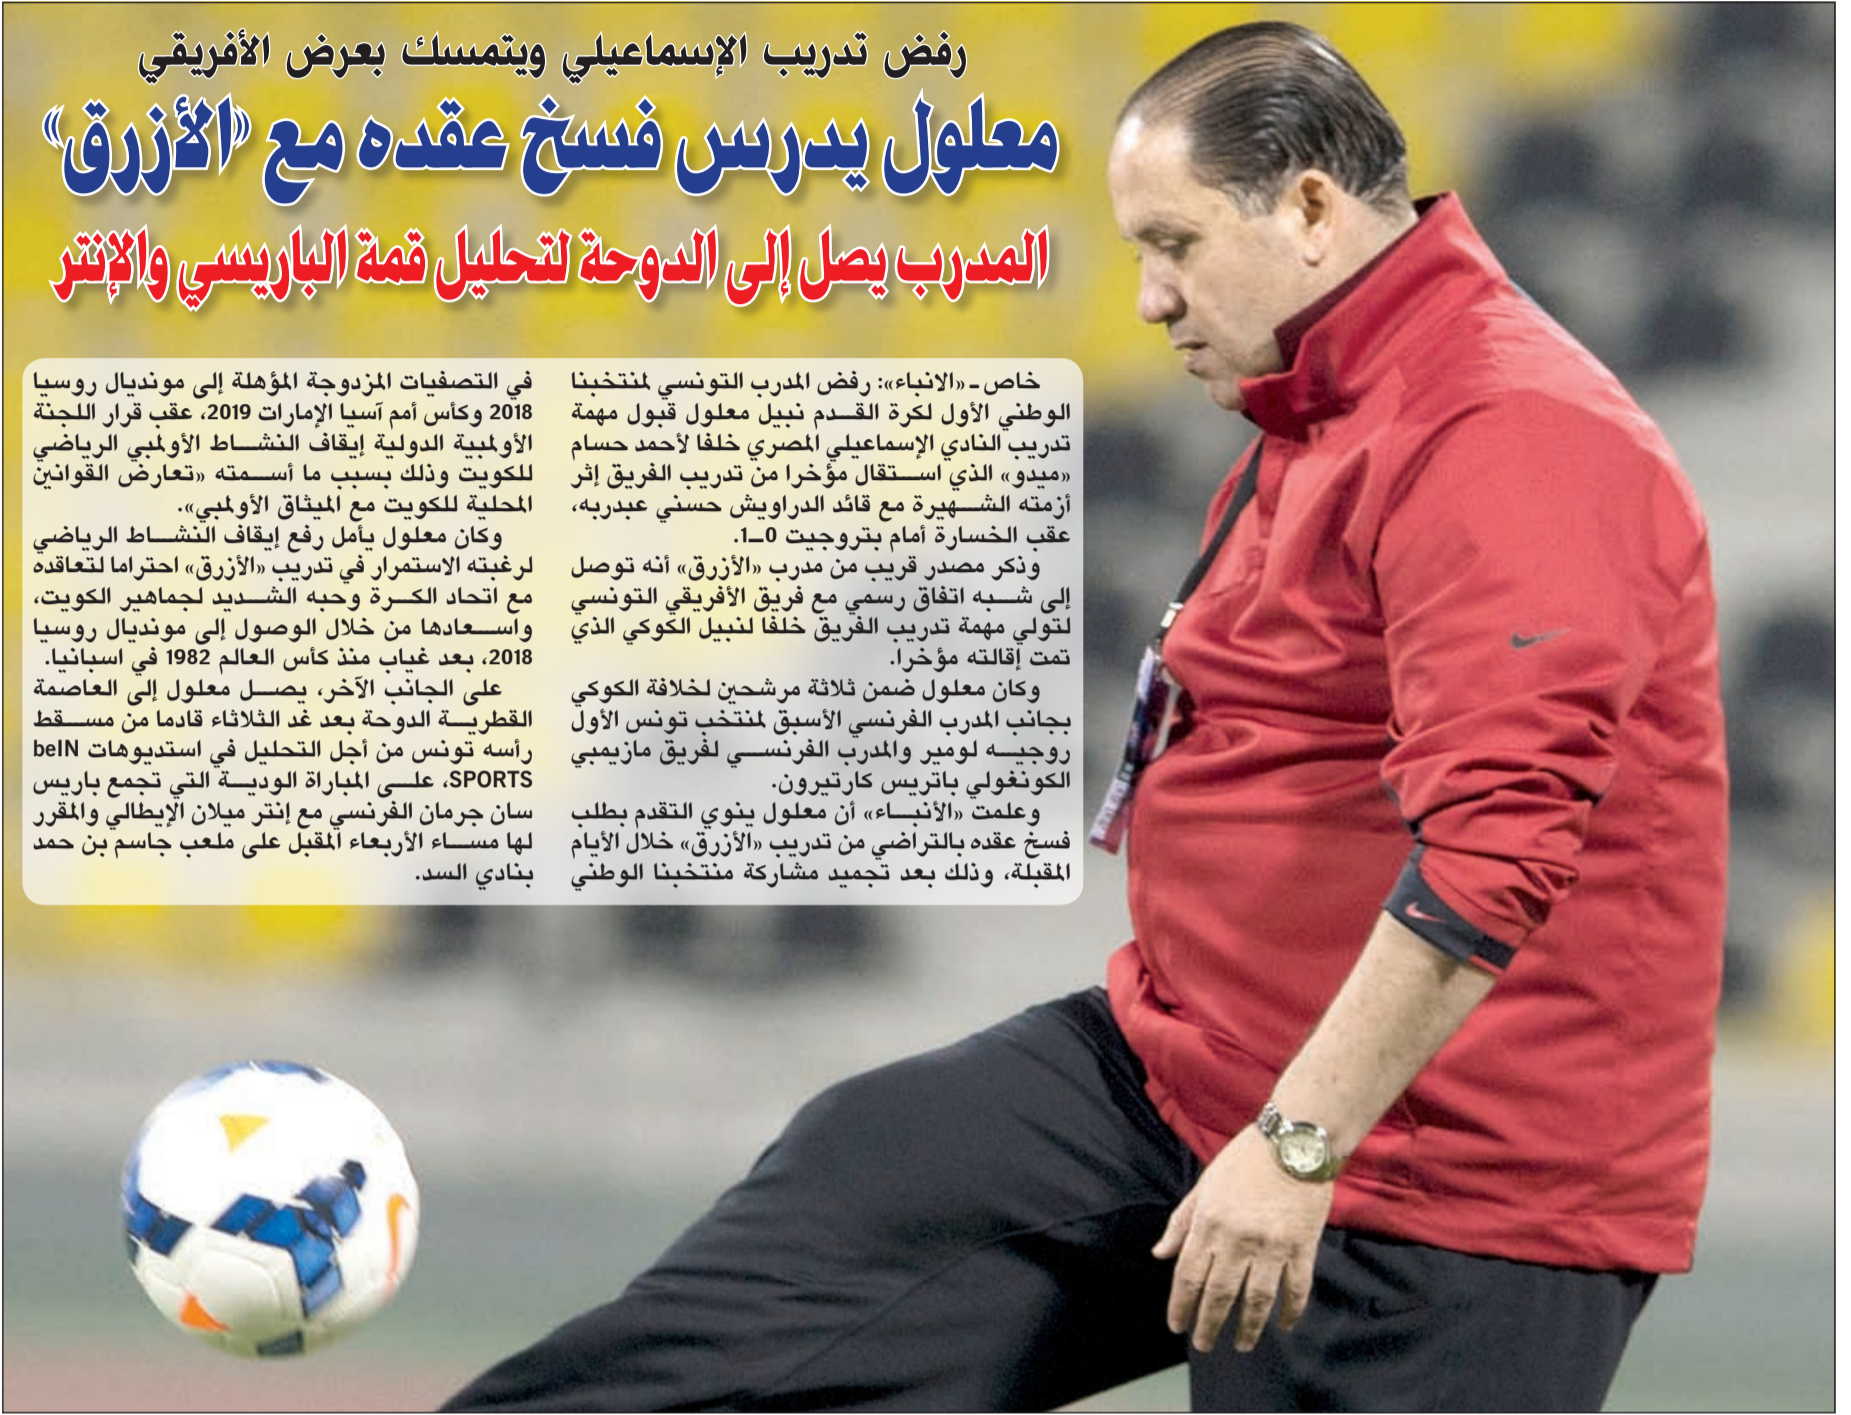 رفض تدريب الإسماعيلي ويتمسك بعرض الأفريقي
معلول يدرس فسخ عقده مع «الأزرق»
المدرب يصل إلى الدوحة لتحليل قمة الباريسي والإنتر
خاص ـ «الانباء»: رفض المدرب التونسي لمنتخبنا
الوطني الأول لكرة القدم نبيل معلول قبول مهمة
تدريب النادي الإسماعيلي المصري خلفا لأحمد حسام
«ميدو» الذي استقال مؤخرا من تدريب الفريق إثر
أزمته الشهيرة مع قائد الدراويش حسني عبدربه،
عقب الخسارة أمام بتروجيت 0ـ1.
وذكر مصدر قريب من مدرب «الأزرق» أنه توصل
إلى شبه اتفاق رسمي مع فريق الأفريقي التونسي
لتولي مهمة تدريب الفريق خلفا لنبيل الكوكي الذي
تمت إقالته مؤخرا.
وكان معلول ضمن ثلاثة مرشحين لخلافة الكوكي
بجانب المدرب الفرنسي الأسبق لمنتخب تونس الأول
روجيه لومير والمدرب الفرنسي لفريق مازيمبي
الكونغولي باتريس كارتيرون.
وعلمت «الأنباء» أن معلول ينوي التقدم بطلب
فسخ عقده بالتراضي من تدريب «الأزرق» خلال الأيام
المقبلة، وذلك بعد تجميد مشاركة منتخبنا الوطني
في التصفيات المزدوجة المؤهلة إلى مونديال روسيا
2018 وكأس أمم آسيا الإمارات 2019، عقب قرار اللجنة
الأولمبية الدولية إيقاف النشاط الأولمبي الرياضي
للكويت وذلك بسبب ما أسمته «تعارض القوانين
المحلية للكويت مع الميثاق الأولمبي».
وكان معلول يأمل رفع إيقاف النشاط الرياضي
لرغبته الاستمرار في تدريب «الأزرق» احتراما لتعاقده
مع اتحاد الكرة وحبه الشديد لجماهير الكويت،
واسعادها من خلال الوصول إلى مونديال روسيا
2018، بعد غياب منذ كأس العالم 1982 في اسبانيا.
على الجانب الآخر، يصل معلول إلى العاصمة
القطرية الدوحة بعد غد الثلاثاء قادما من مسقط
رأسه تونس من أجل التحليل في استديوهات beIN
SPORTS، على المباراة الودية التي تجمع باريس
سان جرمان الفرنسي مع إنتر ميلان الإيطالي والمقرر
لها مساء الأربعاء المقبل على ملعب جاسم بن حمد
بنادي السد.